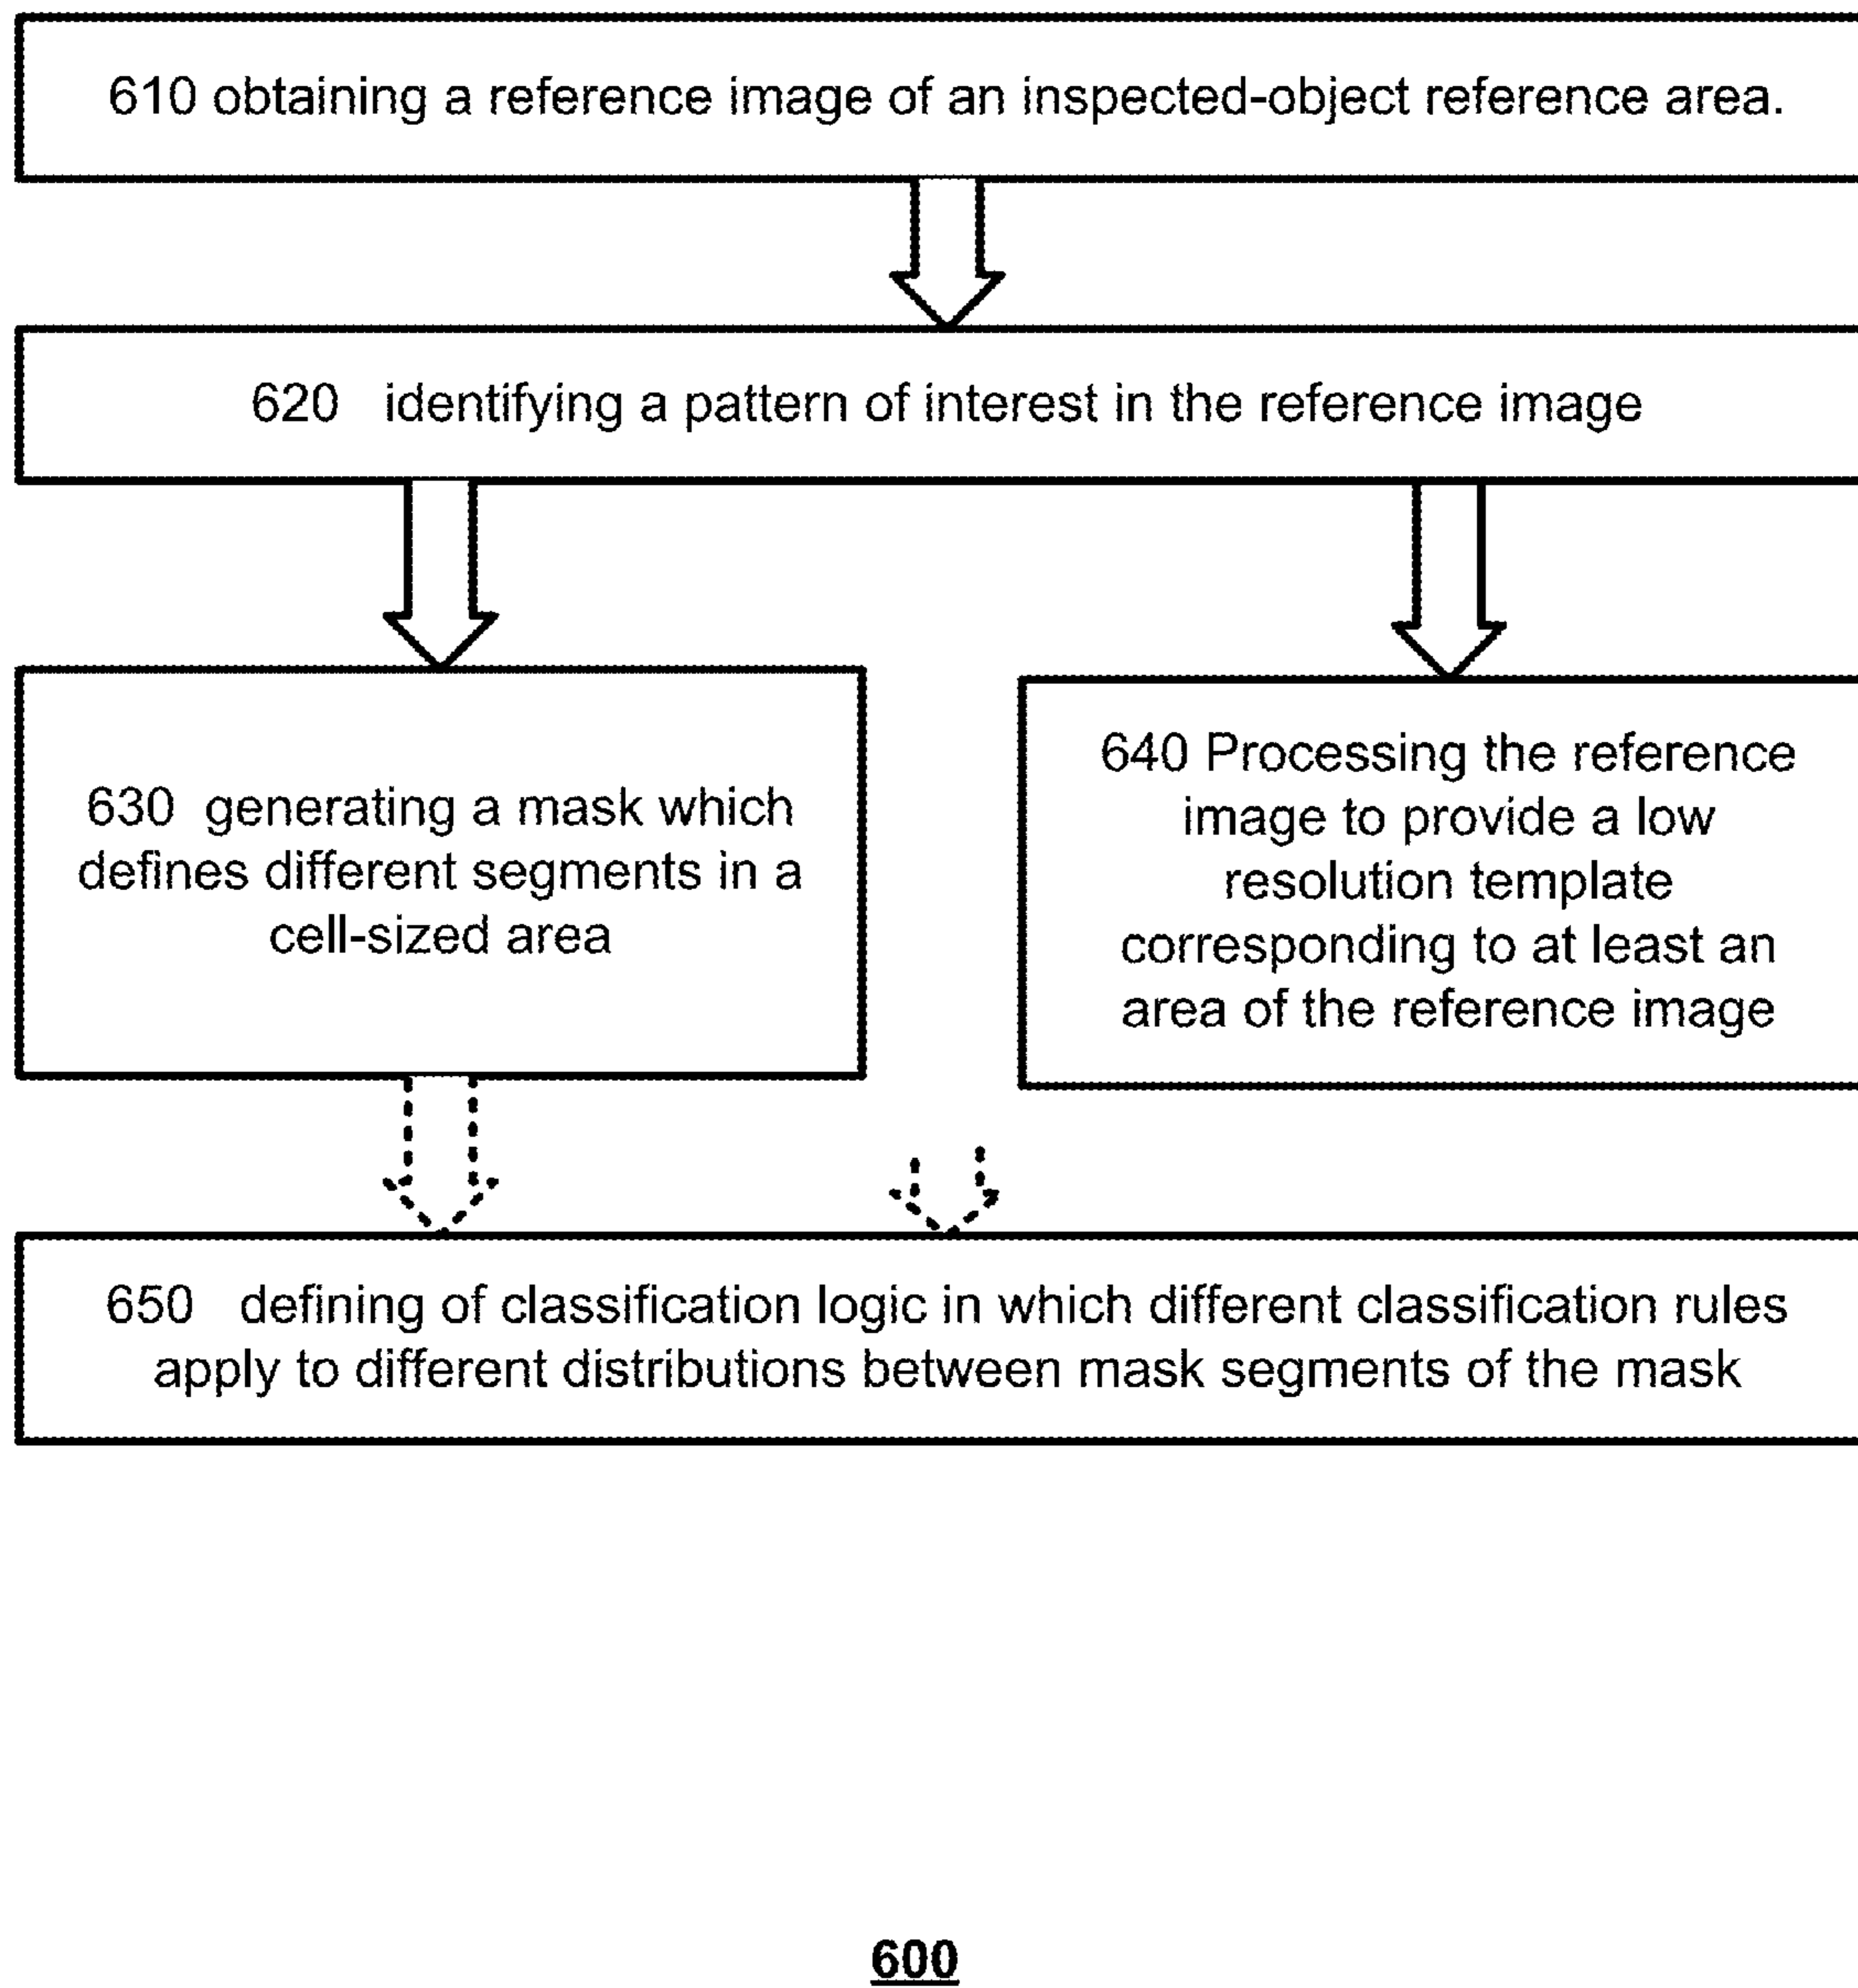 610 obtaining a reference image of an inspected-object reference area.
620 identifying a pattern of interest in the reference image
630 generating a mask which
defines different segments in a
cell-sized area
640 Processing the reference
image to provide a low
resolution template
corresponding to at least an
area of the reference image
650 defining of classification logic in which different classification rules
apply to different distributions between mask segments of the mask
600